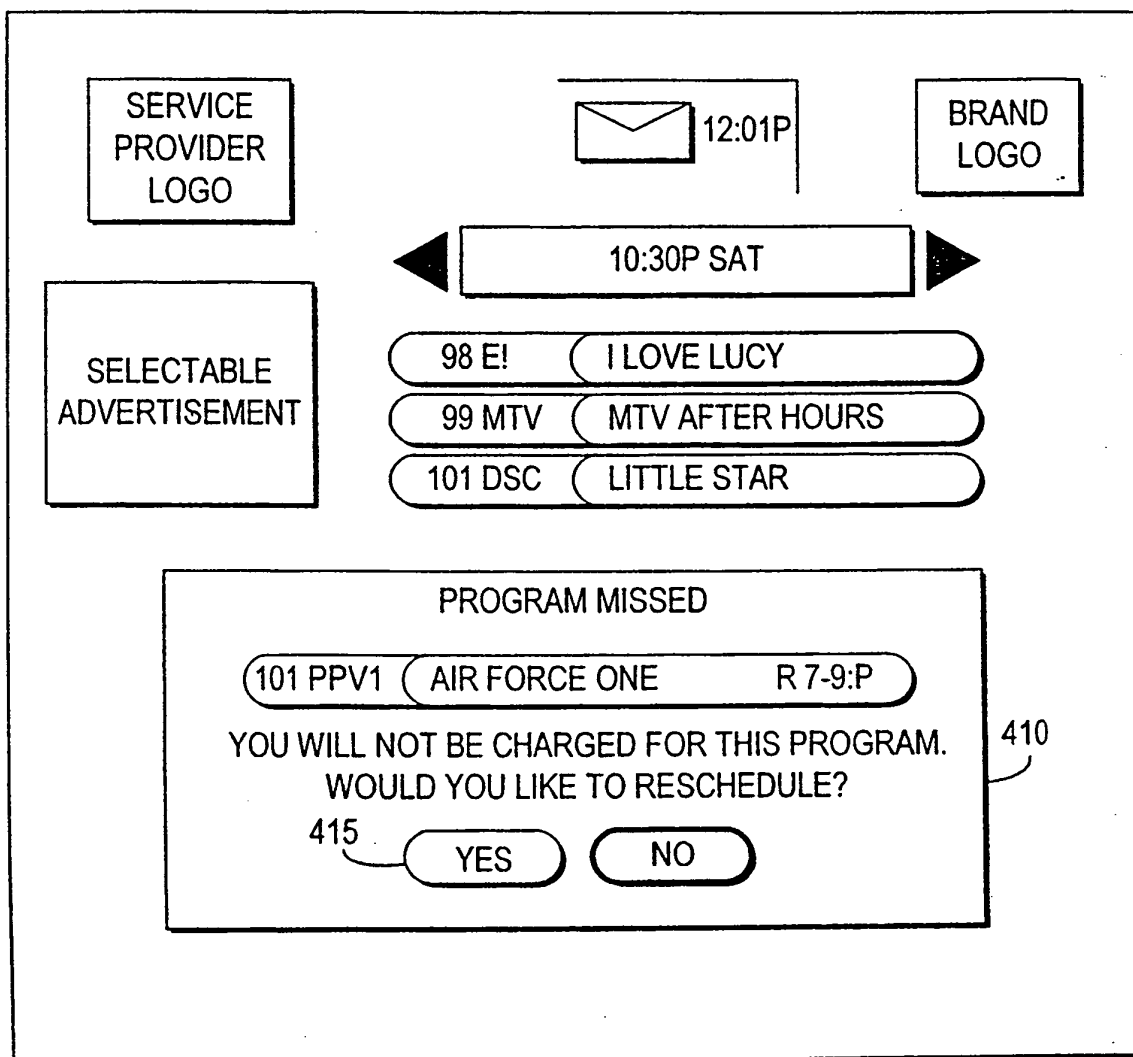 SERVICE
PROVIDER
LOGO
12:01P
BRAND
LOGO
10:30P SAT
SELECTABLE
ADVERTISEMENT
98 E! I LOVE LUCY
99 MTV MTV AFTER HOURS
101 DSC LITTLE STAR
PROGRAM MISSED
101 PPV1 AIR FORCE ONE R 7-9:P
YOU WILL NOT BE CHARGED FOR THIS PROGRAM.
WOULD YOU LIKE TO RESCHEDULE?
410
415
YES NO